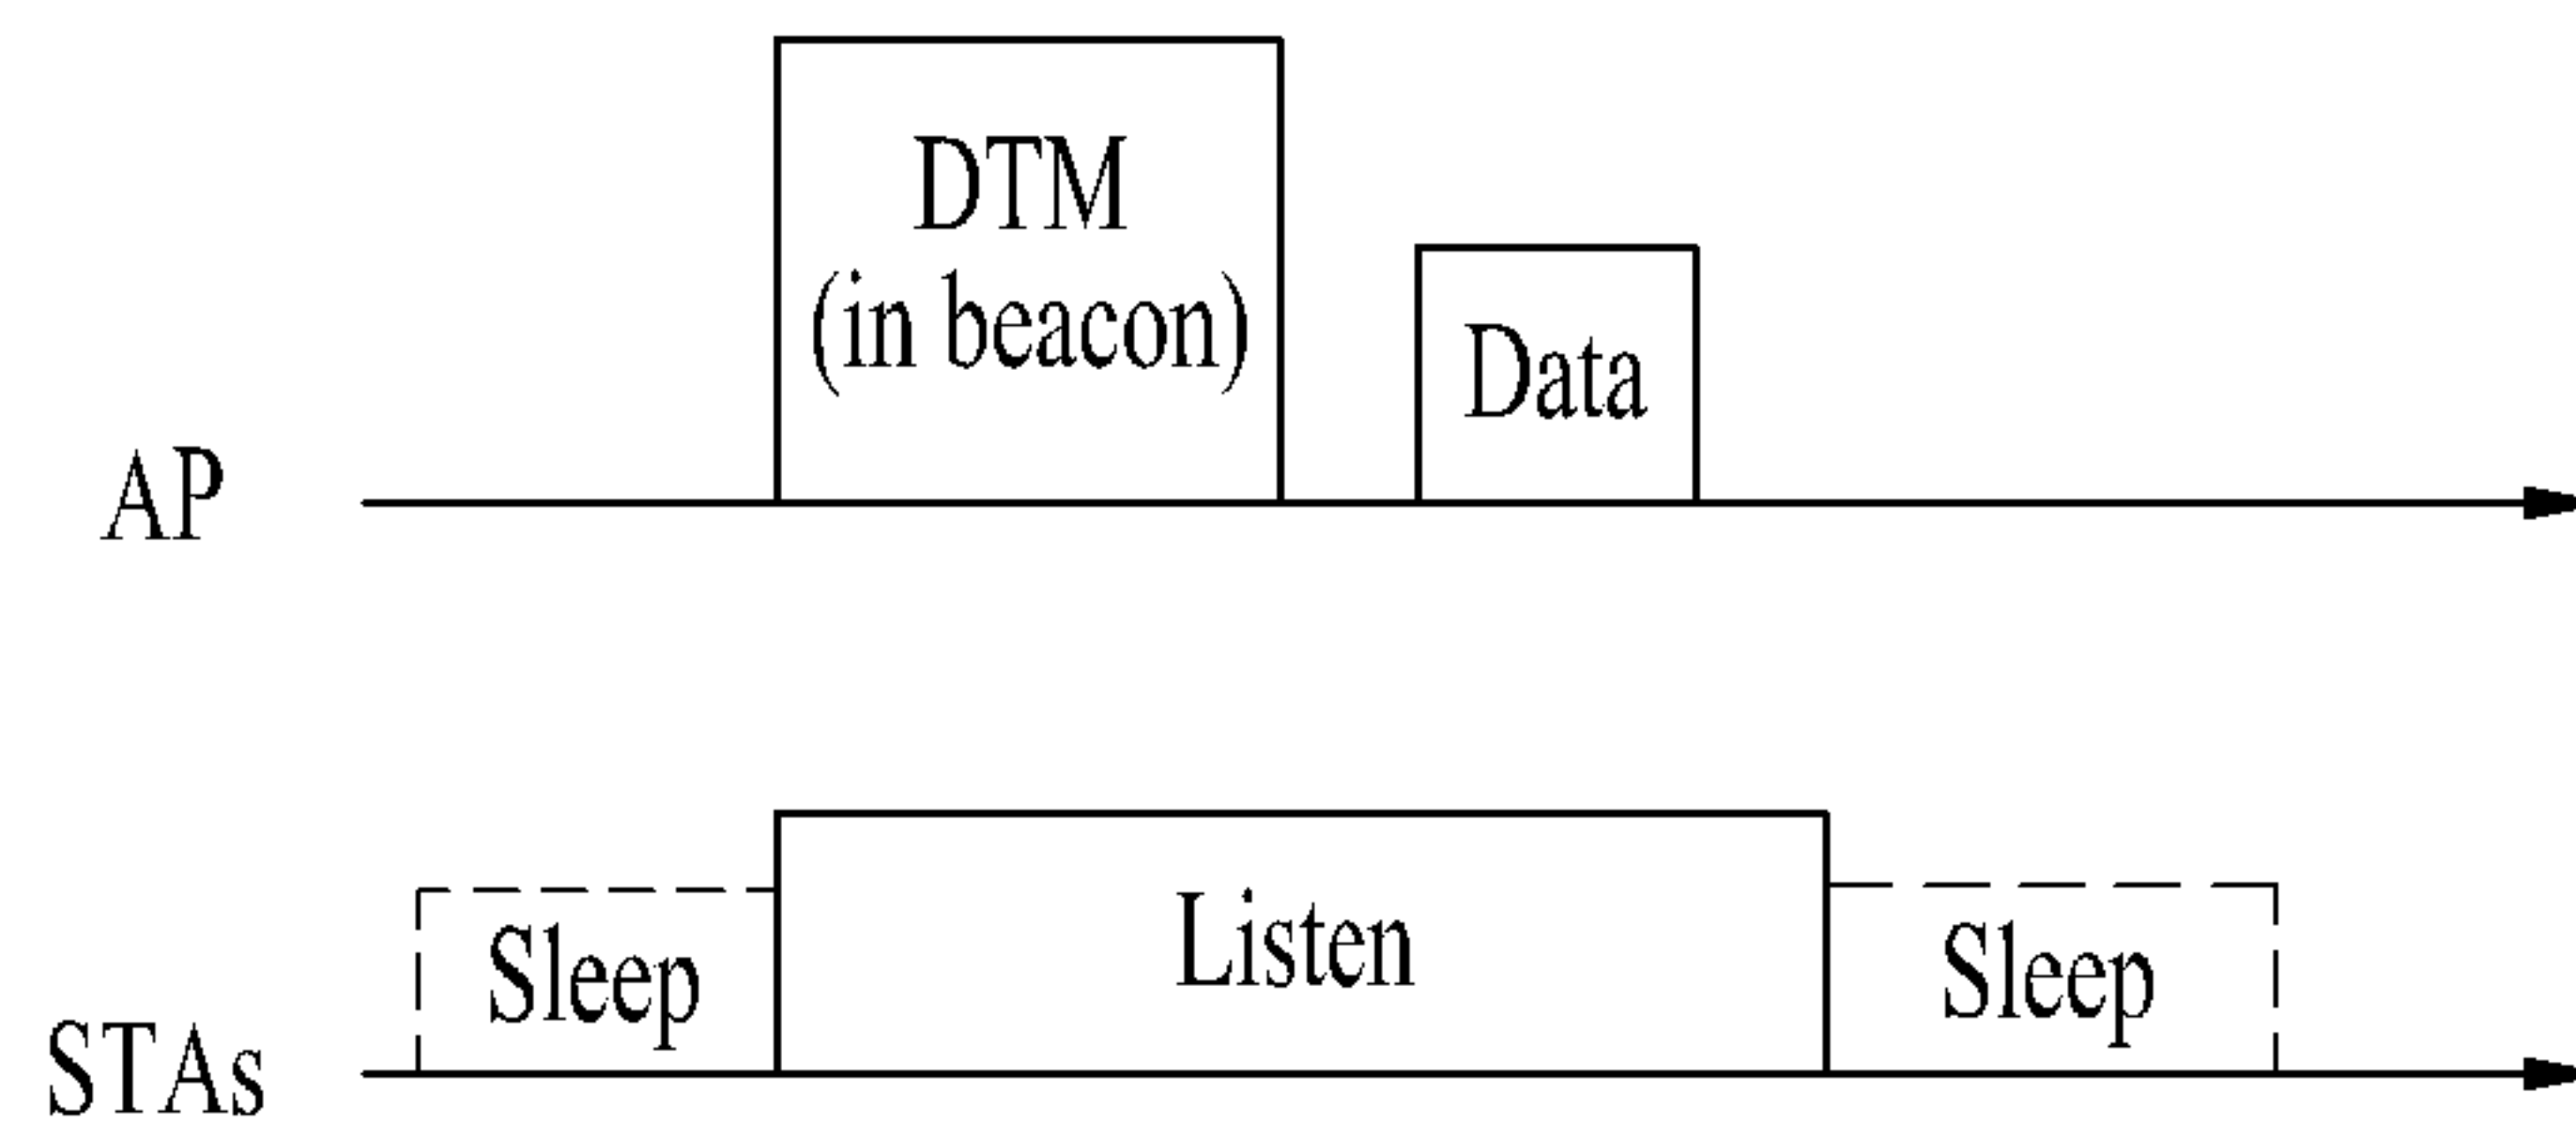 DTM
(in beacon)
Data
AP
Sleep
Listen
Sleep
STAs